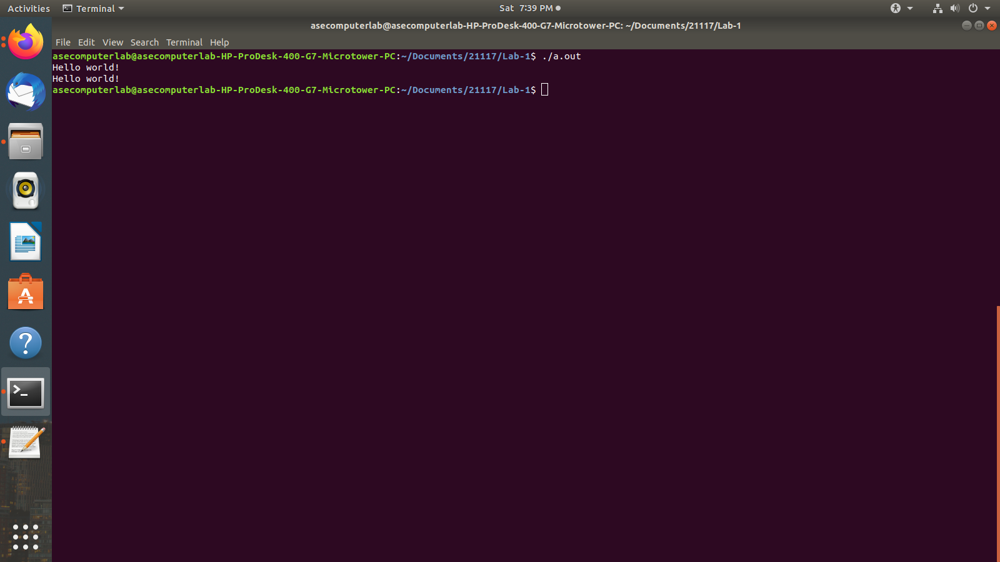 Activities Terminal Sat 7:39 PM
asecomputerlab@asecomputerlab-HP-ProDesk-400-G7-Microtower-PC: ~/Documents/21117/Lab-1
File Edit View Search Terminal Help
asecomputerlab@asecomputerlab-HP-ProDesk-400-G7-Microtower-PC:~/Documents/21117/Lab-1$ ./a.out
Hello world!
Hello world!
asecomputerlab@asecomputerlab-HP-ProDesk-400-G7-Microtower-PC:~/Documents/21117/Lab-1$